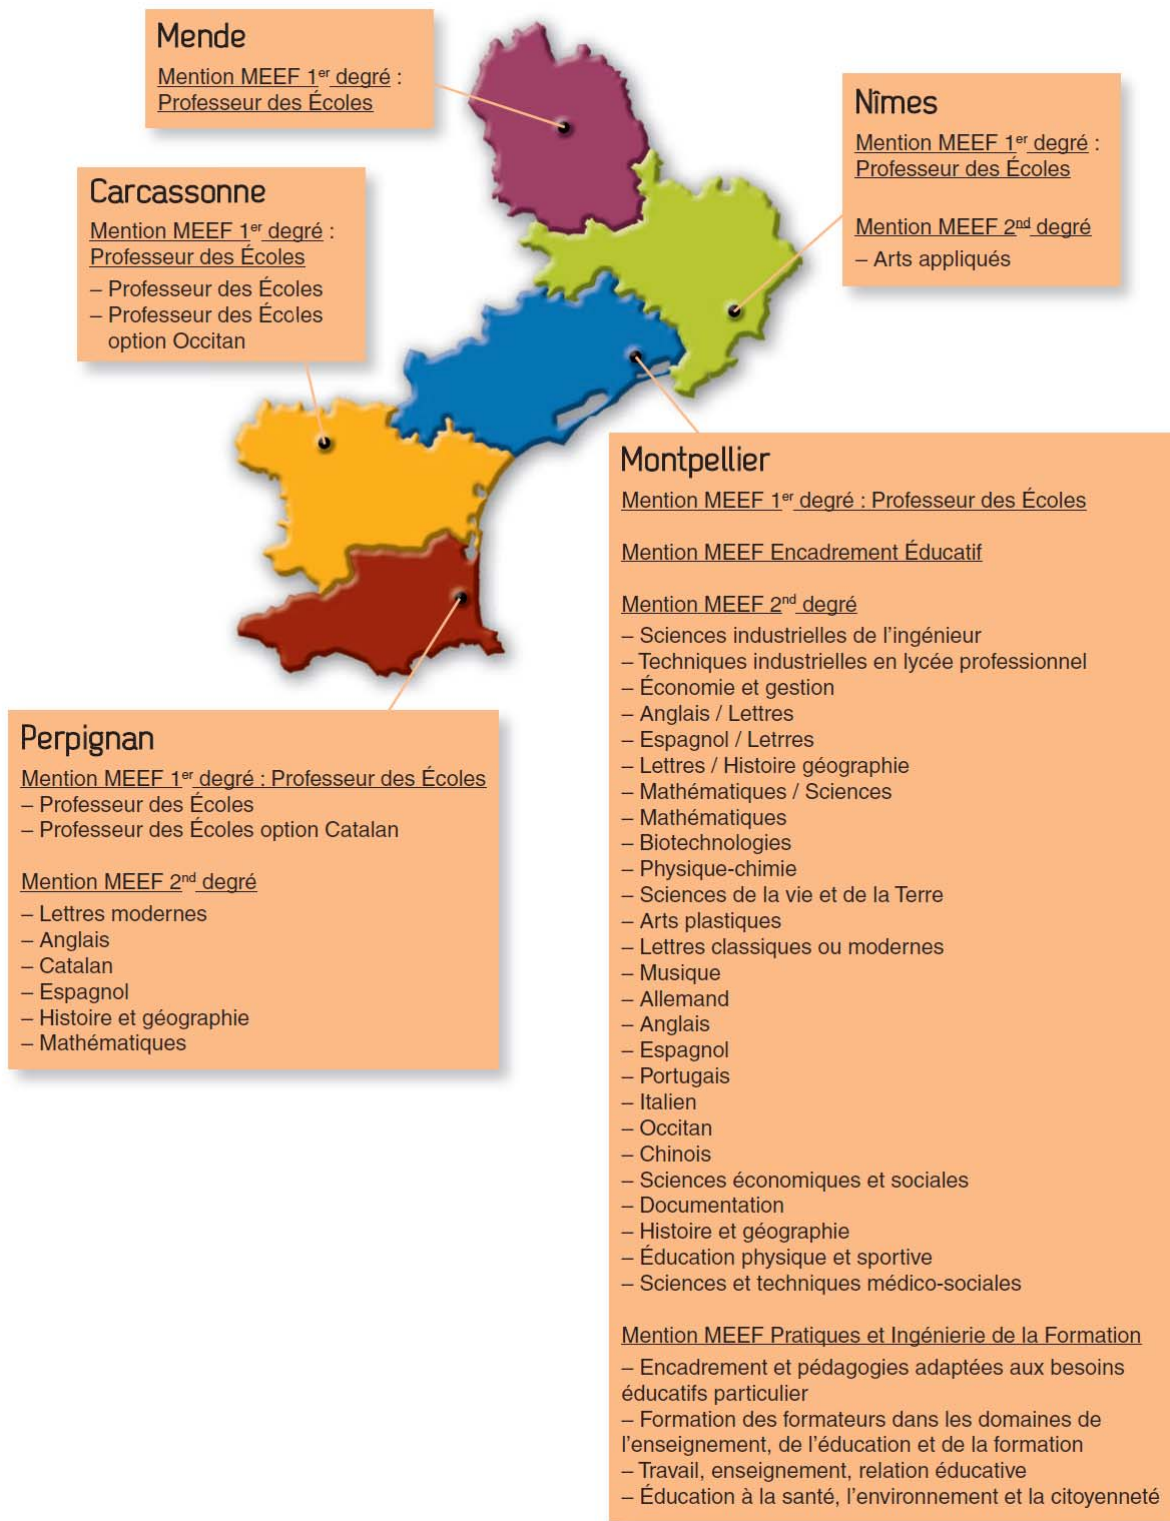 Mende
Mention MEEF 1er degré :
Professeur des Écoles
Nîmes
Mention MEEF 1er degré :
Professeur des Écoles
Mention MEEF 2nd degré
– Arts appliqués
Carcassonne
Mention MEEF 1er degré :
Professeur des Écoles
– Professeur des Écoles
– Professeur des Écoles
option Occitan
Montpellier
Mention MEEF 1er degré : Professeur des Écoles
Mention MEEF Encadrement Éducatif
Mention MEEF 2nd degré
– Sciences industrielles de l'ingénieur
– Techniques industrielles en lycée professionnel
– Économie et gestion
– Anglais / Lettres
– Espagnol / Letrres
– Lettres / Histoire géographie
– Mathématiques / Sciences
– Mathématiques
– Biotechnologies
– Physique-chimie
– Sciences de la vie et de la Terre
– Arts plastiques
– Lettres classiques ou modernes
– Musique
– Allemand
– Anglais
– Espagnol
– Portugais
– Italien
– Occitan
– Chinois
– Sciences économiques et sociales
– Documentation
– Histoire et géographie
– Éducation physique et sportive
– Sciences et techniques médico-sociales
Mention MEEF Pratiques et Ingénierie de la Formation
– Encadrement et pédagogies adaptées aux besoins
éducatifs particulier
– Formation des formateurs dans les domaines de
l'enseignement, de l'éducation et de la formation
– Travail, enseignement, relation éducative
– Éducation à la santé, l'environnement et la citoyenneté
Perpignan
Mention MEEF 1er degré : Professeur des Écoles
– Professeur des Écoles
– Professeur des Écoles option Catalan
Mention MEEF 2nd degré
– Lettres modernes
– Anglais
– Catalan
– Espagnol
– Histoire et géographie
– Mathématiques